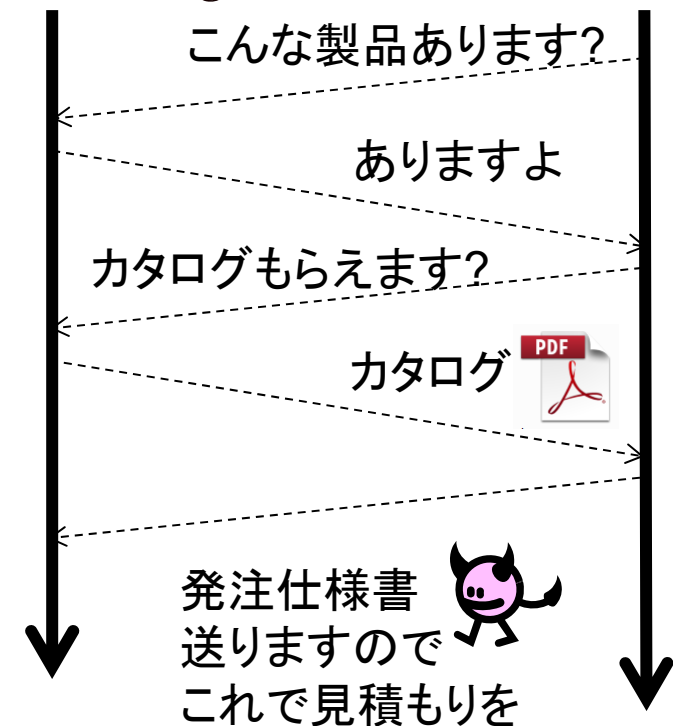 こんな製品あります?
ありますよ
カタログもらえます?
カタログ
PDF
発注仕様書
送りますので
これで見積もりを